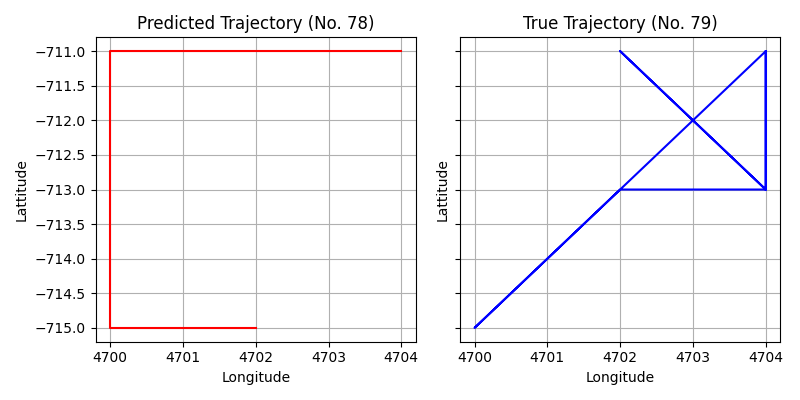 Predicted Trajectory (No. 78)
−711.0
−711.5
−712.0
−712.5
−713.0
−713.5
−714.0
−714.5
−715.0
Lattitude
4700 4701 4702 4703 4704
Longitude
True Trajectory (No. 79)
Lattitude
4700 4701 4702 4703 4704
Longitude